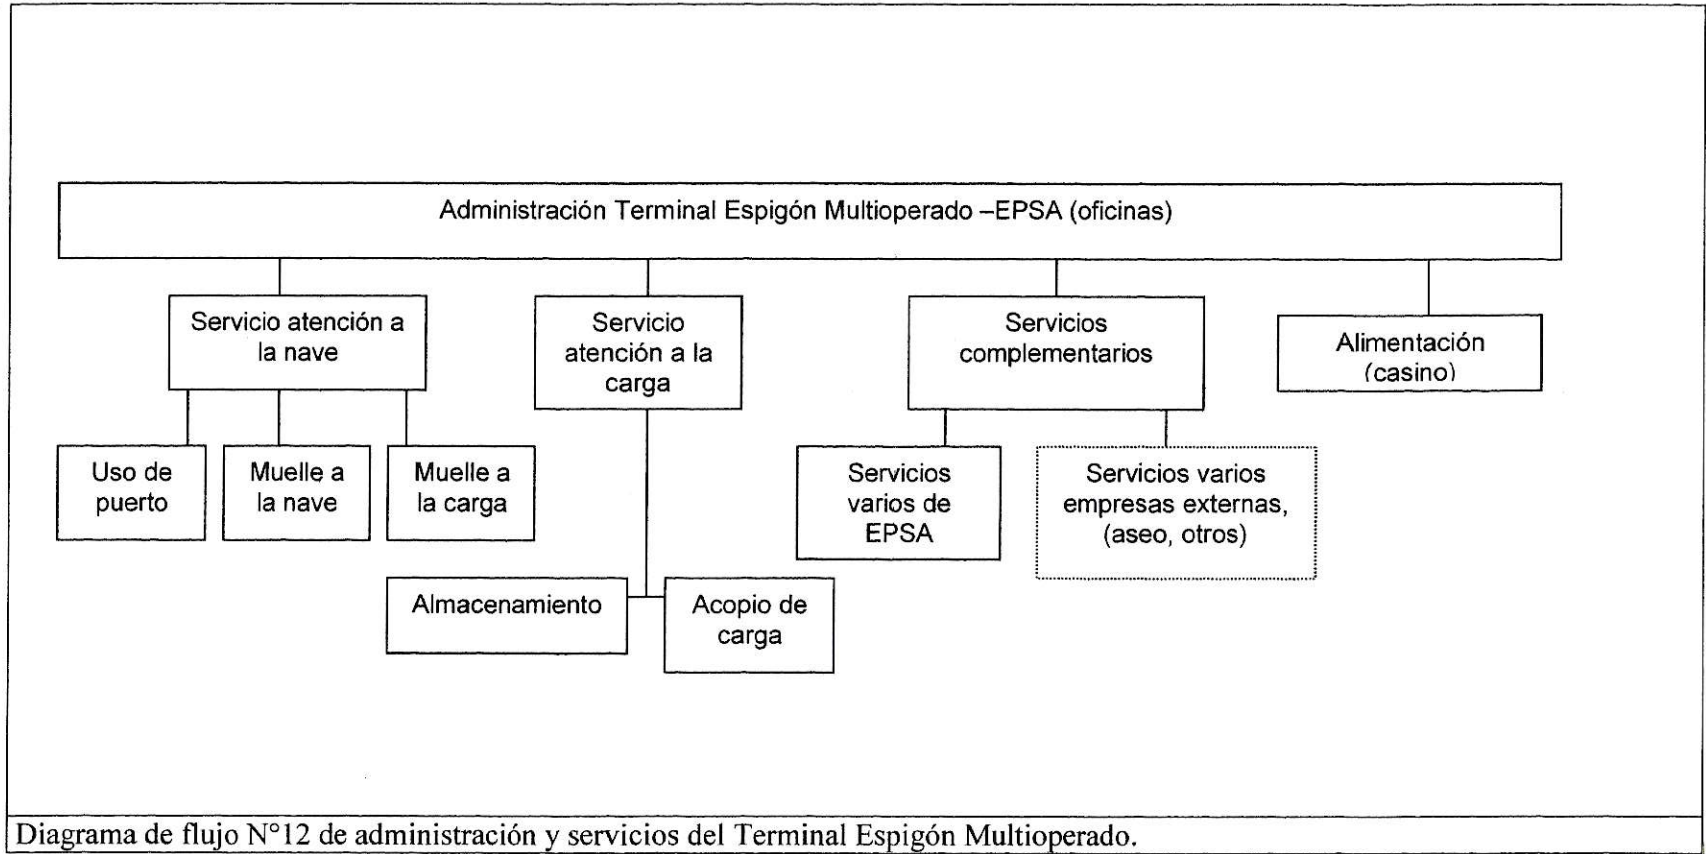 Administración Terminal Espigón Multioperado –EPSA (oficinas)
Servicio atención a
la nave
Servicio
atención a la
carga
Servicios
complementarios
Alimentación
(casino)
Uso de
puerto
Muelle a
la nave
Muelle a
la carga
Servicios
varios de
EPSA
Servicios varios
empresas externas,
(aseo, otros)
Almacenamiento
Acopio de
carga
Diagrama de flujo N°12 de administración y servicios del Terminal Espigón Multioperado.